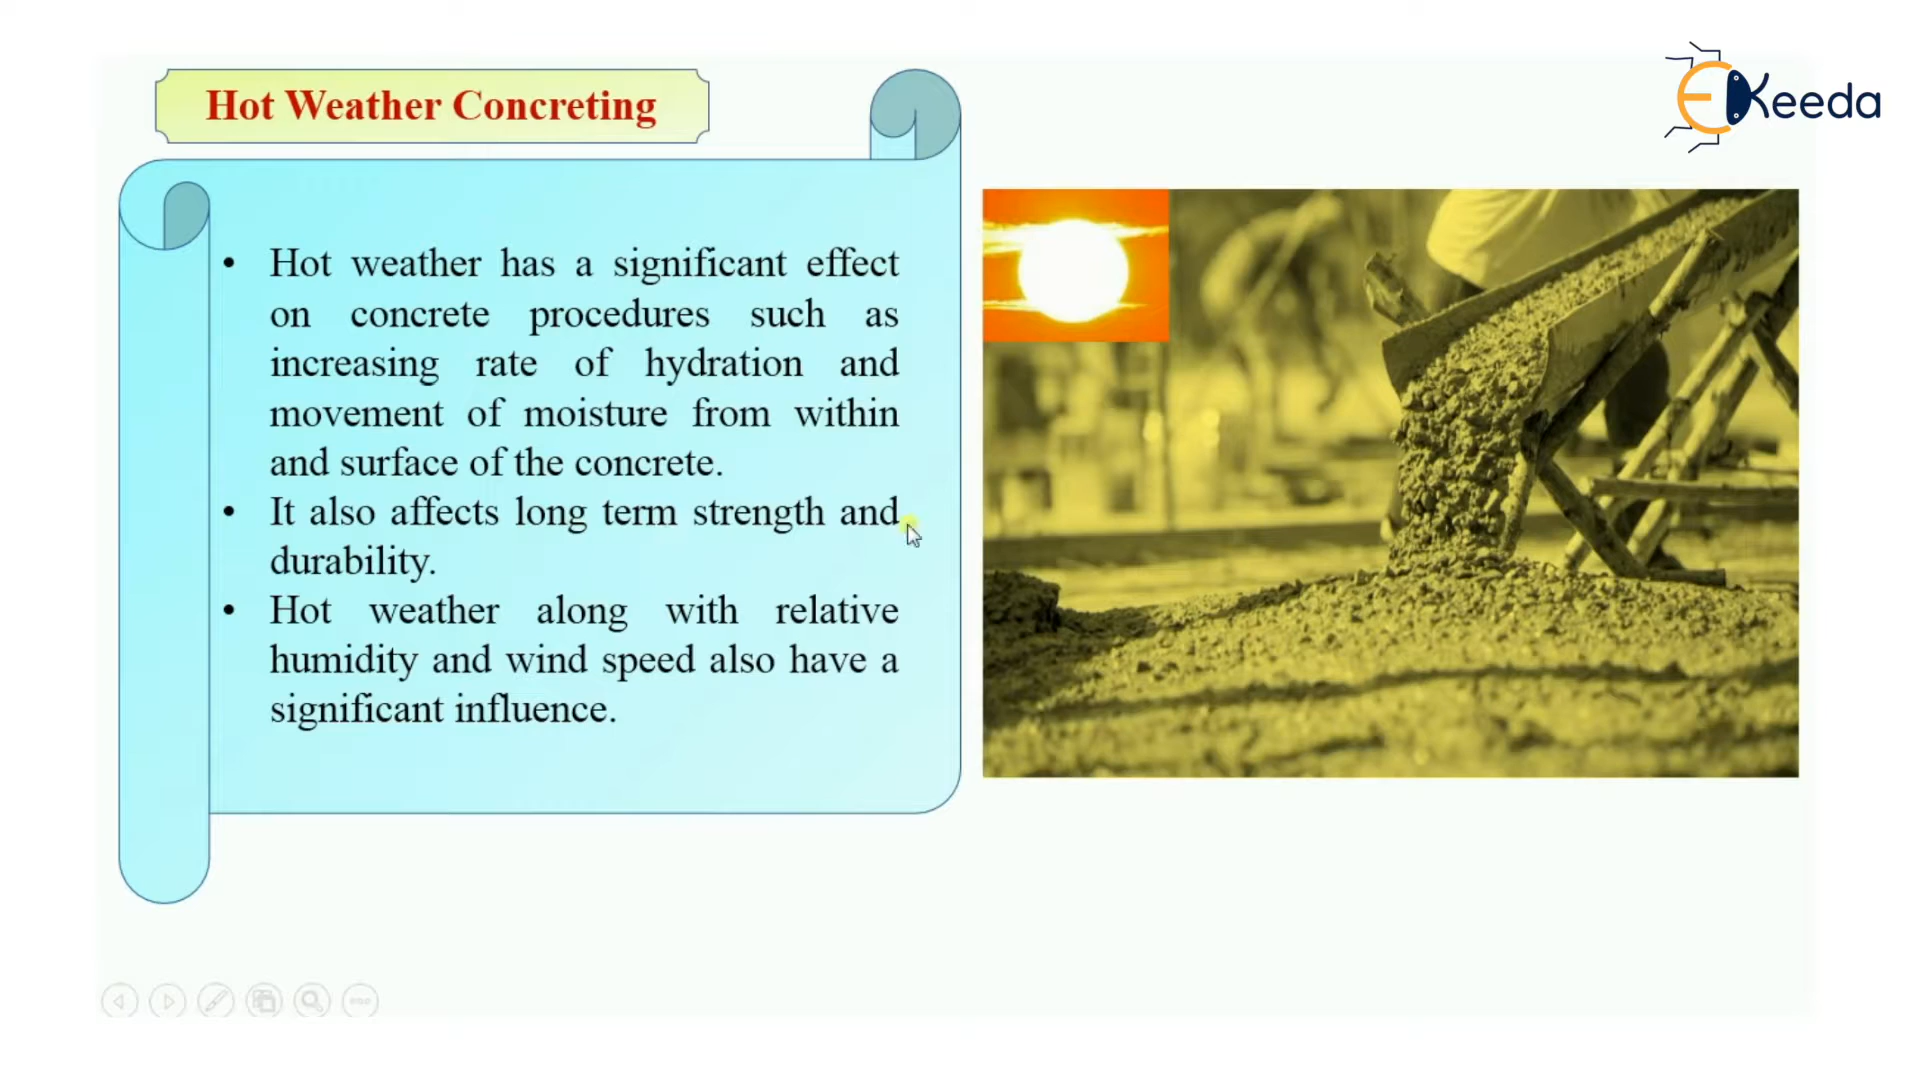 Hot Weather Concreting
EKeeda
• Hot weather has a significant effect
on concrete procedures such as
increasing rate of hydration and
movement of moisture from within
and surface of the concrete.
• It also affects long term strength and
durability.
• Hot weather along with relative
humidity and wind speed also have a
significant influence.